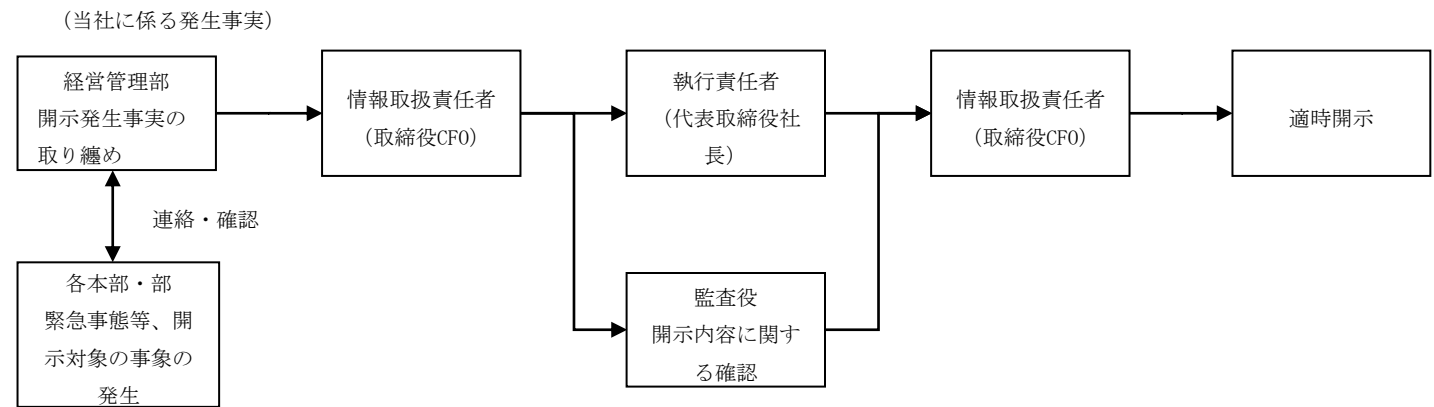 (当社に係る発生事実)
経営管理部
開示発生事実の
取り纏め
情報取扱責任者
(取締役CFO)
執行責任者
(代表取締役社
長)
情報取扱責任者
(取締役CFO)
適時開示
連絡・確認
各本部・部
緊急事態等、開
示対象の事象の
発生
監査役
開示内容に関す
る確認